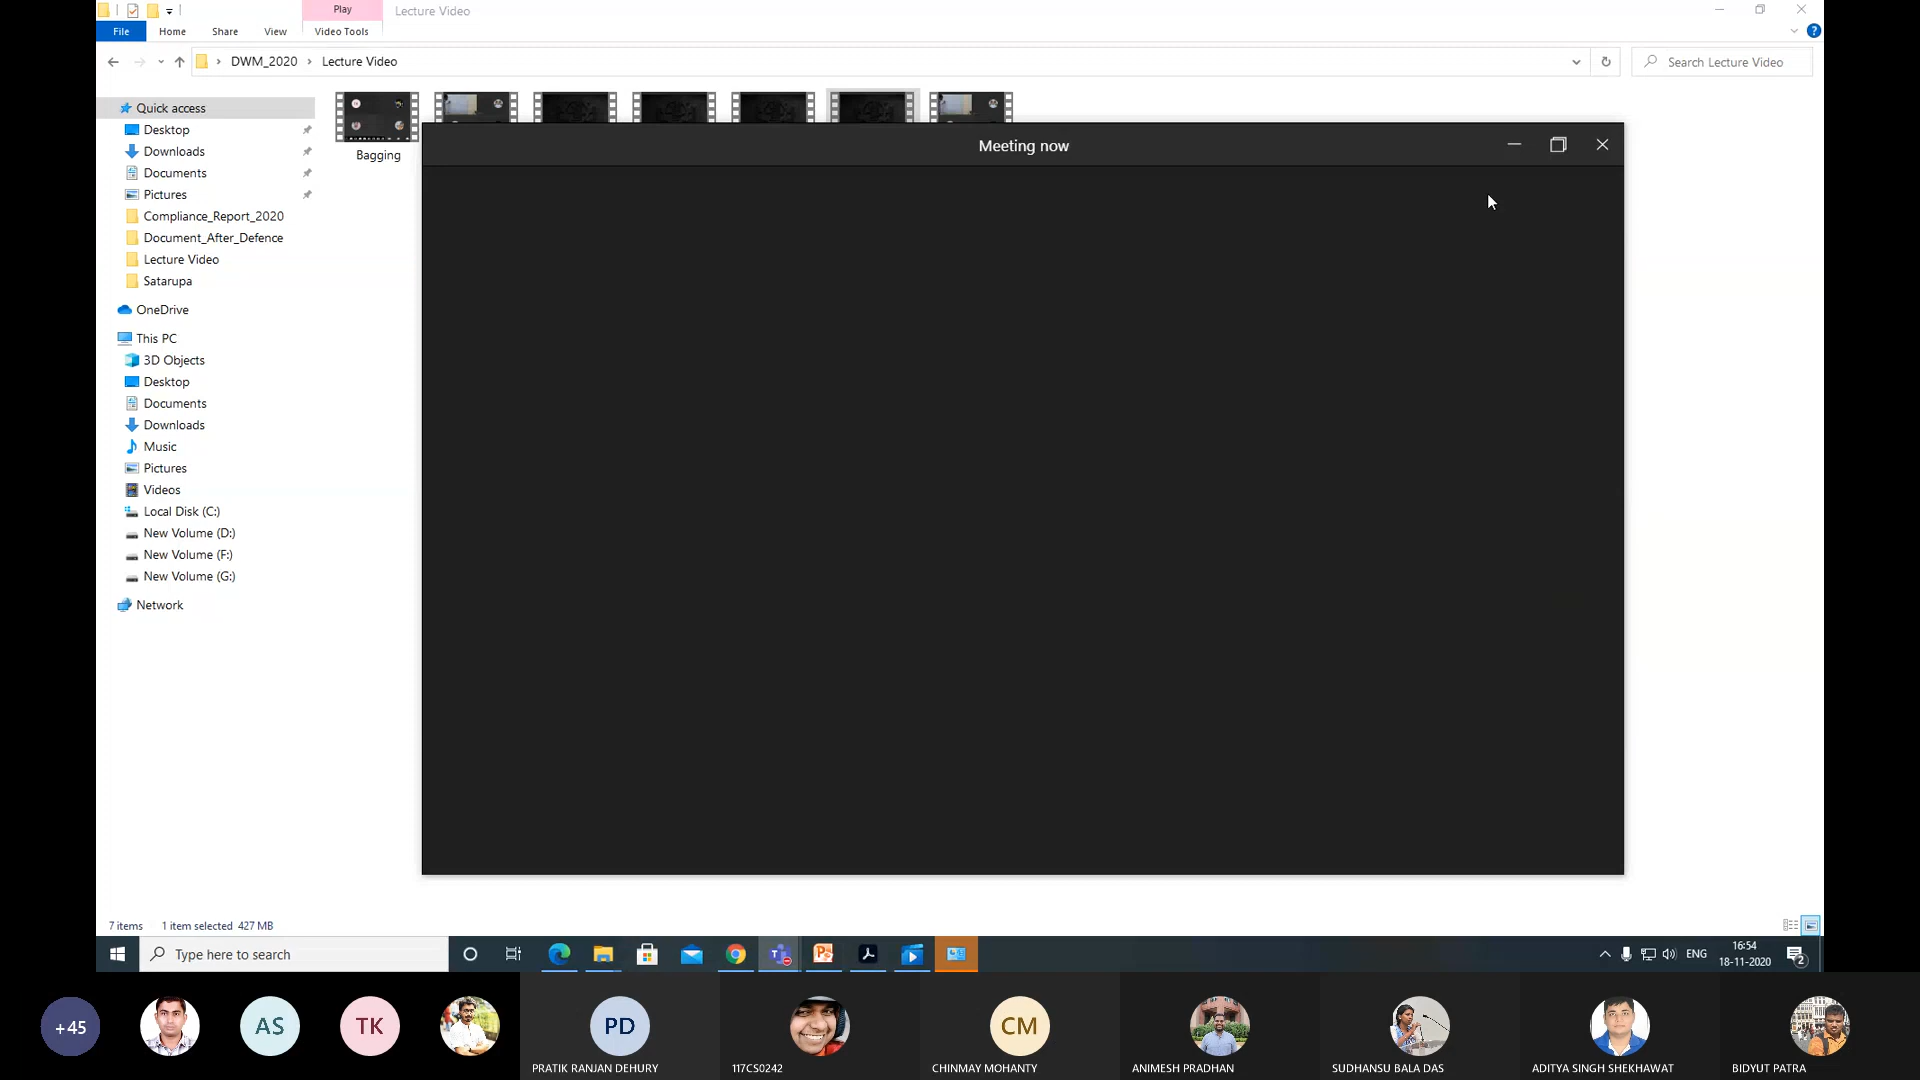 Play
Lecture Video
File Home Share View Video Tools
DWM_2020 Lecture Video
Search Lecture Video
Quick access
Desktop
Downloads
Documents
Pictures
Compliance_Report_2020
Document_After_Defence
Lecture Video
Satarupa
OneDrive
This PC
3D Objects
Desktop
Documents
Downloads
Music
Pictures
Videos
Local Disk (C:)
New Volume (D:)
New Volume (F:)
New Volume (G:)
Network
Bagging
Meeting now
7 items 1 item selected 427 MB
Type here to search
ENG
16:54
18-11-2020
2
+45
AS
TK
PD
CM
PRATIK RANJAN DEHURY
117CS0242
CHINMAY MOHANTY
ANIMESH PRADHAN
SUDHANSU BALA DAS
ADITYA SINGH SHEKHAWAT
BIDYUT PATRA